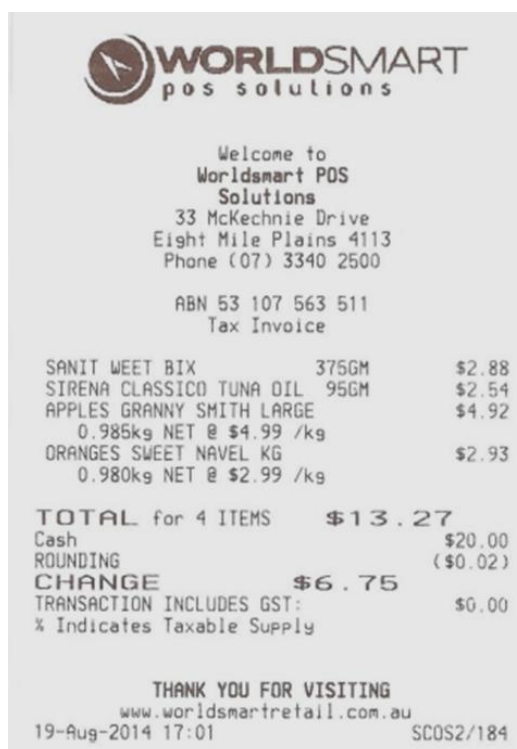 WORLDSMART
pos solutions
Welcome to
Worldsmart POS
Solutions
33 McKechnie Drive
Eight Mile Plains 4113
Phone (07) 3340 2500
ABN 53 107 563 511
Tax Invoice
SANIT WEET BIX 375GM $2.88
SIRENA CLASSICO TUNA OIL 95GM $2.54
APPLES GRANNY SMITH LARGE $4.92
0.985kg NET @ $4.99 /kg
ORANGES SWEET NAVEL KG $2.93
0.980kg NET @ $2.99 /kg
TOTAL for 4 ITEMS $13.27
Cash $20.00
ROUNDING ($0.02)
CHANGE $6.75
TRANSACTION INCLUDES GST: $0.00
% Indicates Taxable Supply
THANK YOU FOR VISITING
www.worldsmartretail.com.au
19-Aug-2014 17:01 SCOS2/184